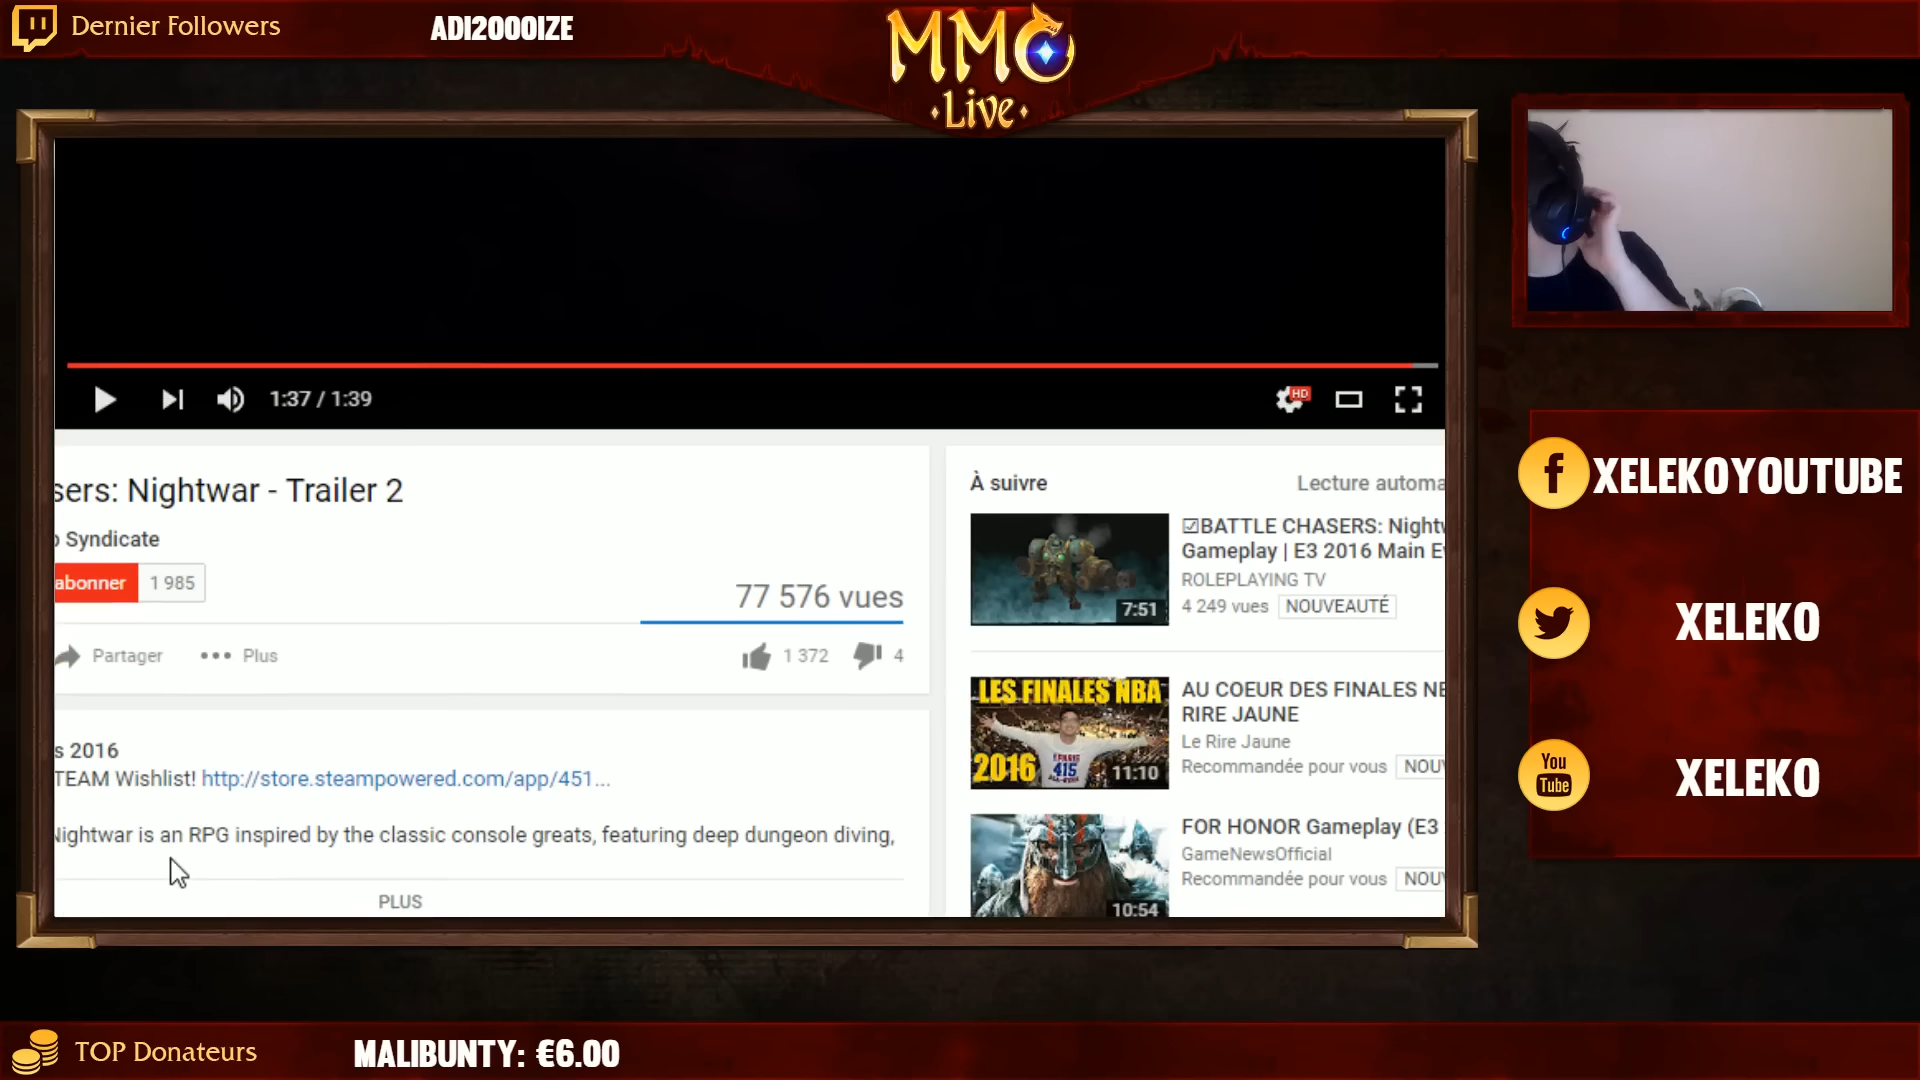 Dernier Followers
ADI2000IZE
MMO
Live
1:37 / 1:39
HD
sers: Nightwar - Trailer 2
Syndicate
abonner
1 985
77 576 vues
Partager
Plus
1 372
4
s 2016
TEAM Wishlist! http://store.steampowered.com/app/451...
Nightwar is an RPG inspired by the classic console greats, featuring deep dungeon diving,
PLUS
À suivre
Lecture automa
7:51
☑BATTLE CHASERS: Nightw
Gameplay | E3 2016 Main E
ROLEPLAYING TV
4 249 vues
NOUVEAUTÉ
LES FINALES NBA
2016
415
11:10
AU COEUR DES FINALES NB
RIRE JAUNE
Le Rire Jaune
Recommandée pour vous
NOUV
10:54
FOR HONOR Gameplay (E3
GameNewsOfficial
Recommandée pour vous
NOUV
f
XELEKOYOUTUBE
XELEKO
You
Tube
XELEKO
TOP Donateurs
MALIBUNTY: €6.00